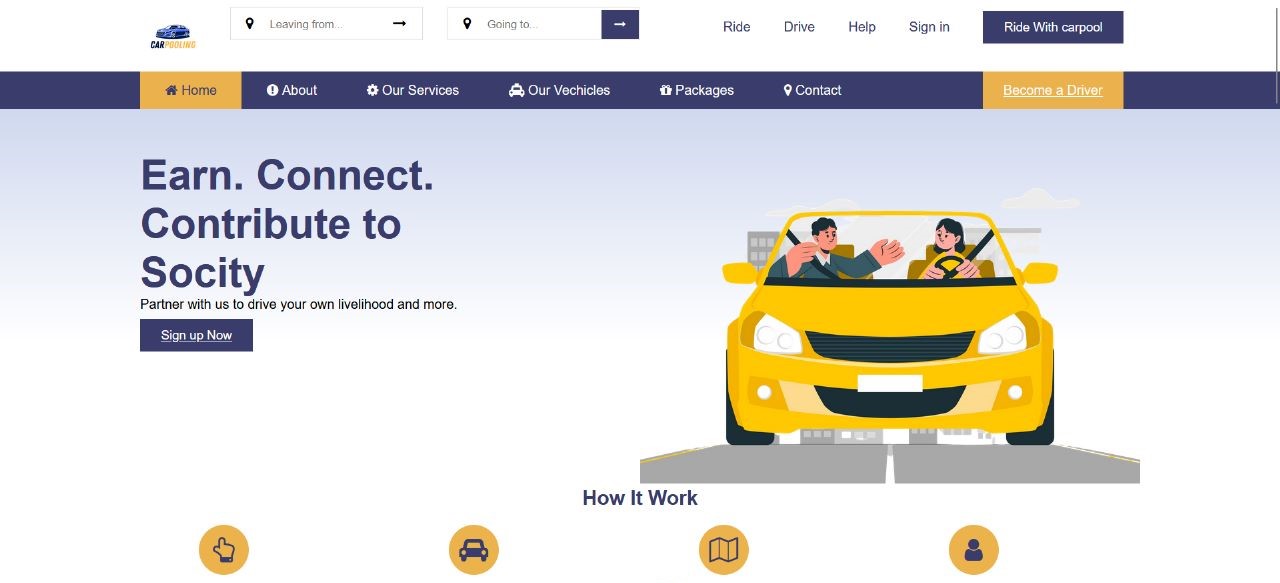 CARPOOLING
Leaving from...
Going to...
Ride
Drive
Help
Sign in
Ride With carpool
Home
About
Our Services
Our Vechicles
Packages
Contact
Become a Driver
Earn. Connect.
Contribute to
Socity
Partner with us to drive your own livelihood and more.
Sign up Now
How It Work